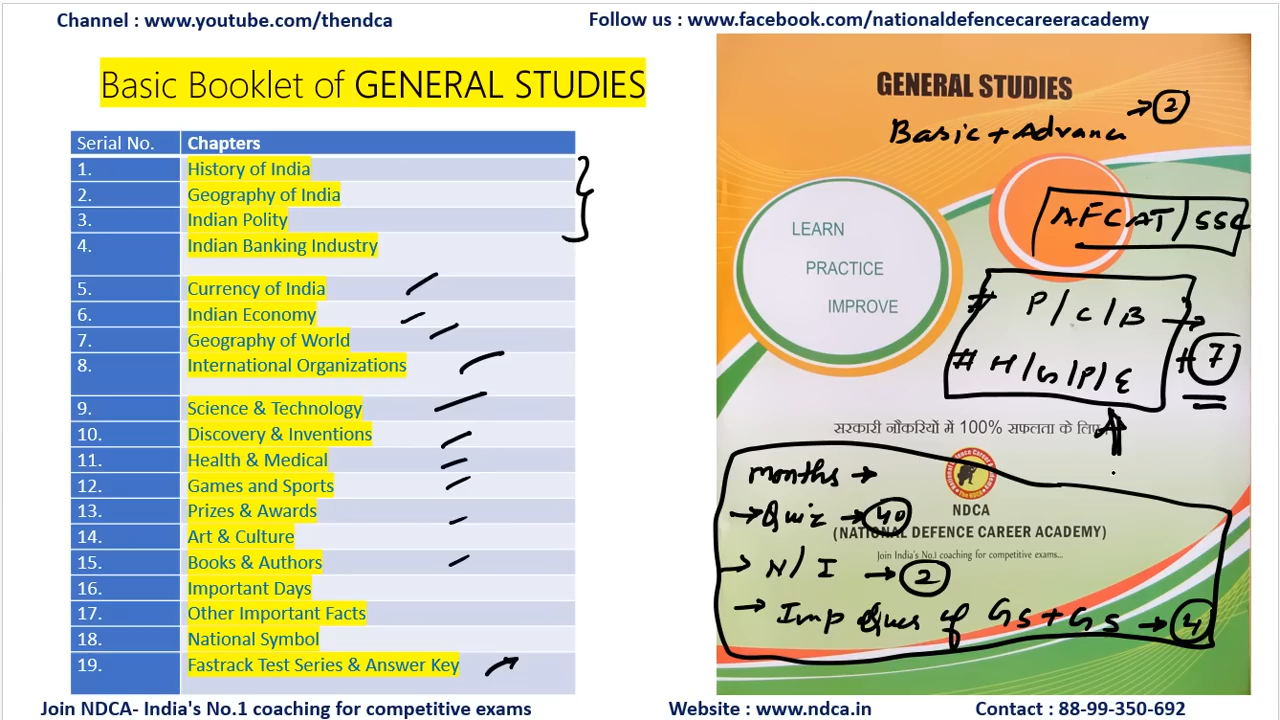 Channel : www.youtube.com/thendca
Follow us : www.facebook.com/nationaldefencecareeracademy
Basic Booklet of GENERAL STUDIES
Serial No. Chapters
1. History of India
2. Geography of India
3. Indian Polity
4. Indian Banking Industry
5. Currency of India
6. Indian Economy
7. Geography of World
8. International Organizations
9. Science & Technology
10. Discovery & Inventions
11. Health & Medical
12. Games and Sports
13. Prizes & Awards
14. Art & Culture
15. Books & Authors
16. Important Days
17. Other Important Facts
18. National Symbol
19. Fastrack Test Series & Answer Key
GENERAL STUDIES
Basic + Advance → 2
AFCAT/SSC
LEARN
PRACTICE
IMPROVE
# P/C/B →
# H/G/P/E # 7
सरकारी नौकरियों में 100% सफलता के लिए
Months →
→ Quiz → 40
NDCA
(NATIONAL DEFENCE CAREER ACADEMY)
Join India's No.1 coaching for competitive exams...
→ N/I → 2
→ Imp Ques of GS + GS → 4
Join NDCA- India's No.1 coaching for competitive exams
Website : www.ndca.in
Contact : 88-99-350-692